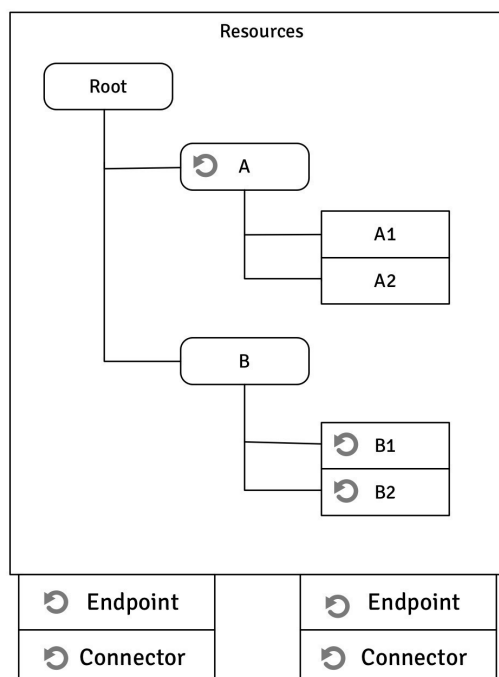 Resources
Root
A
A1
A2
B
B1
B2
Endpoint
Connector
Endpoint
Connector